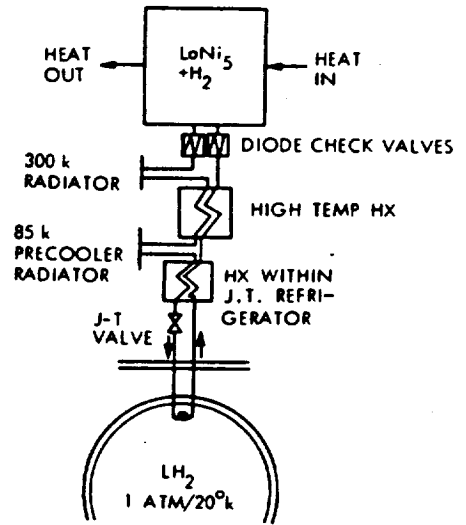 HEAT
OUT
LoNi5
+H2
HEAT
IN
DIODE CHECK VALVES
300 k
RADIATOR
HIGH TEMP HX
85 k
PRECOOLER
RADIATOR
HX WITHIN
J.T. REFRI-
GERATOR
J-T
VALVE
LH2
1 ATM/20°k